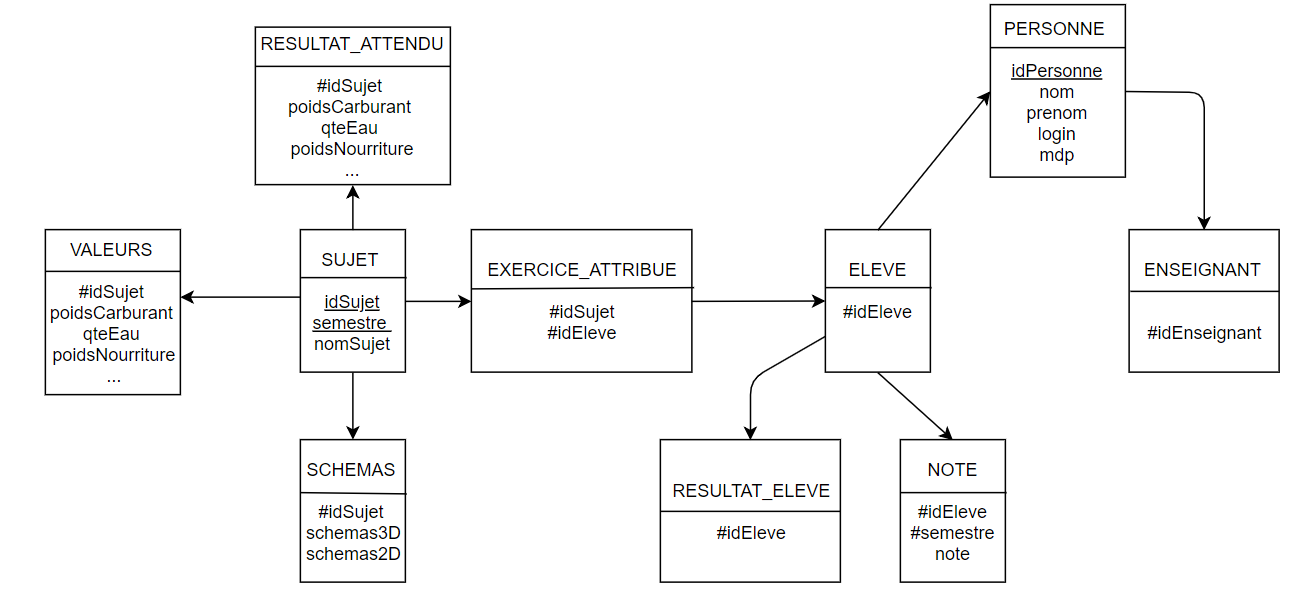 PERSONNE
idPersonne
nom
prenom
login
mdp
RESULTAT_ATTENDU
#idSujet
poidsCarburant
qteEau
poidsNourriture
...
VALEURS
#idSujet
poidsCarburant
qteEau
poidsNourriture
...
SUJET
idSujet
semestre
nomSujet
EXERCICE_ATTRIBUE
#idSujet
#idEleve
ELEVE
#idEleve
ENSEIGNANT
#idEnseignant
SCHEMAS
#idSujet
schemas3D
schemas2D
RESULTAT_ELEVE
#idEleve
NOTE
#idEleve
#semestre
note